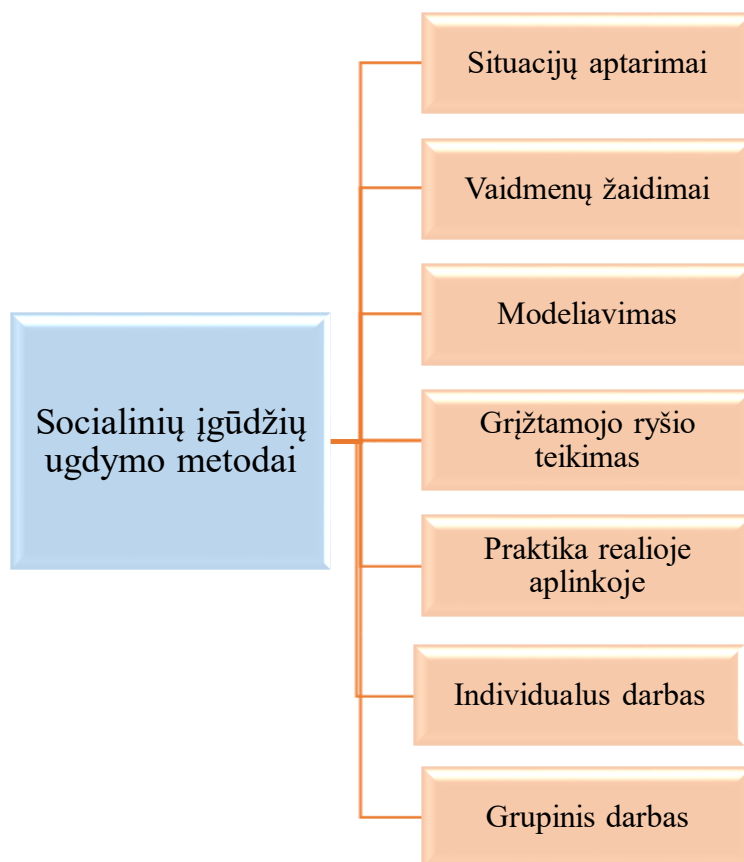 Situacijų aptarimai
Vaidmenų žaidimai
Modeliavimas
Socialinių įgūdžių
ugdymo metodai
Grįžtamojo ryšio
teikimas
Praktika realioje
aplinkoje
Individualus darbas
Grupinis darbas